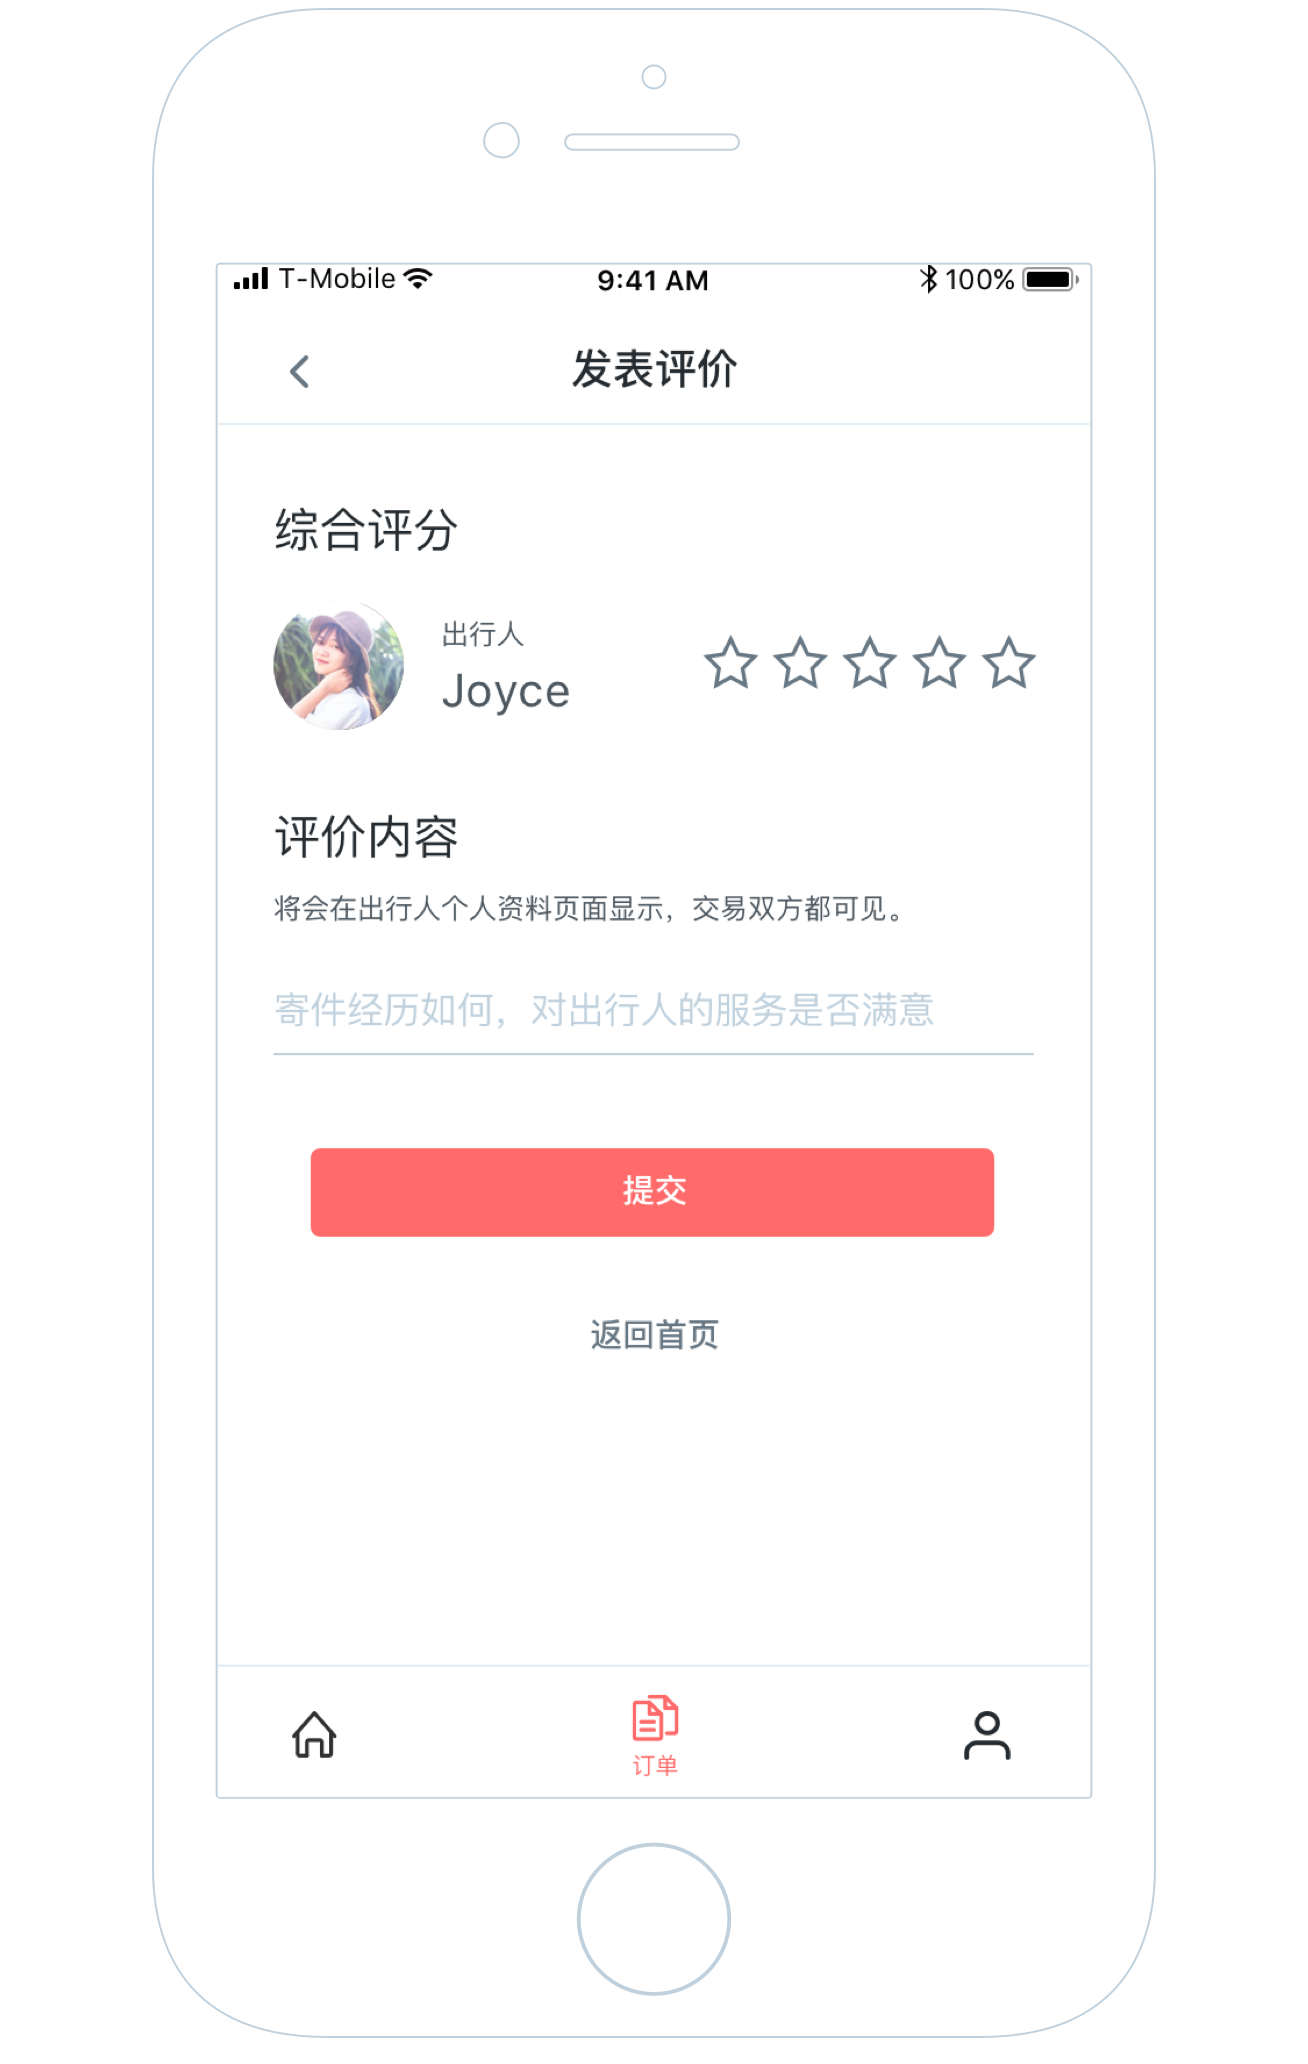 T-Mobile 9:41 AM 100%
发表评价
综合评分
出行人
Joyce
评价内容
将会在出行人个人资料页面显示，交易双方都可见。
寄件经历如何，对出行人的服务是否满意
提交
返回首页
订单